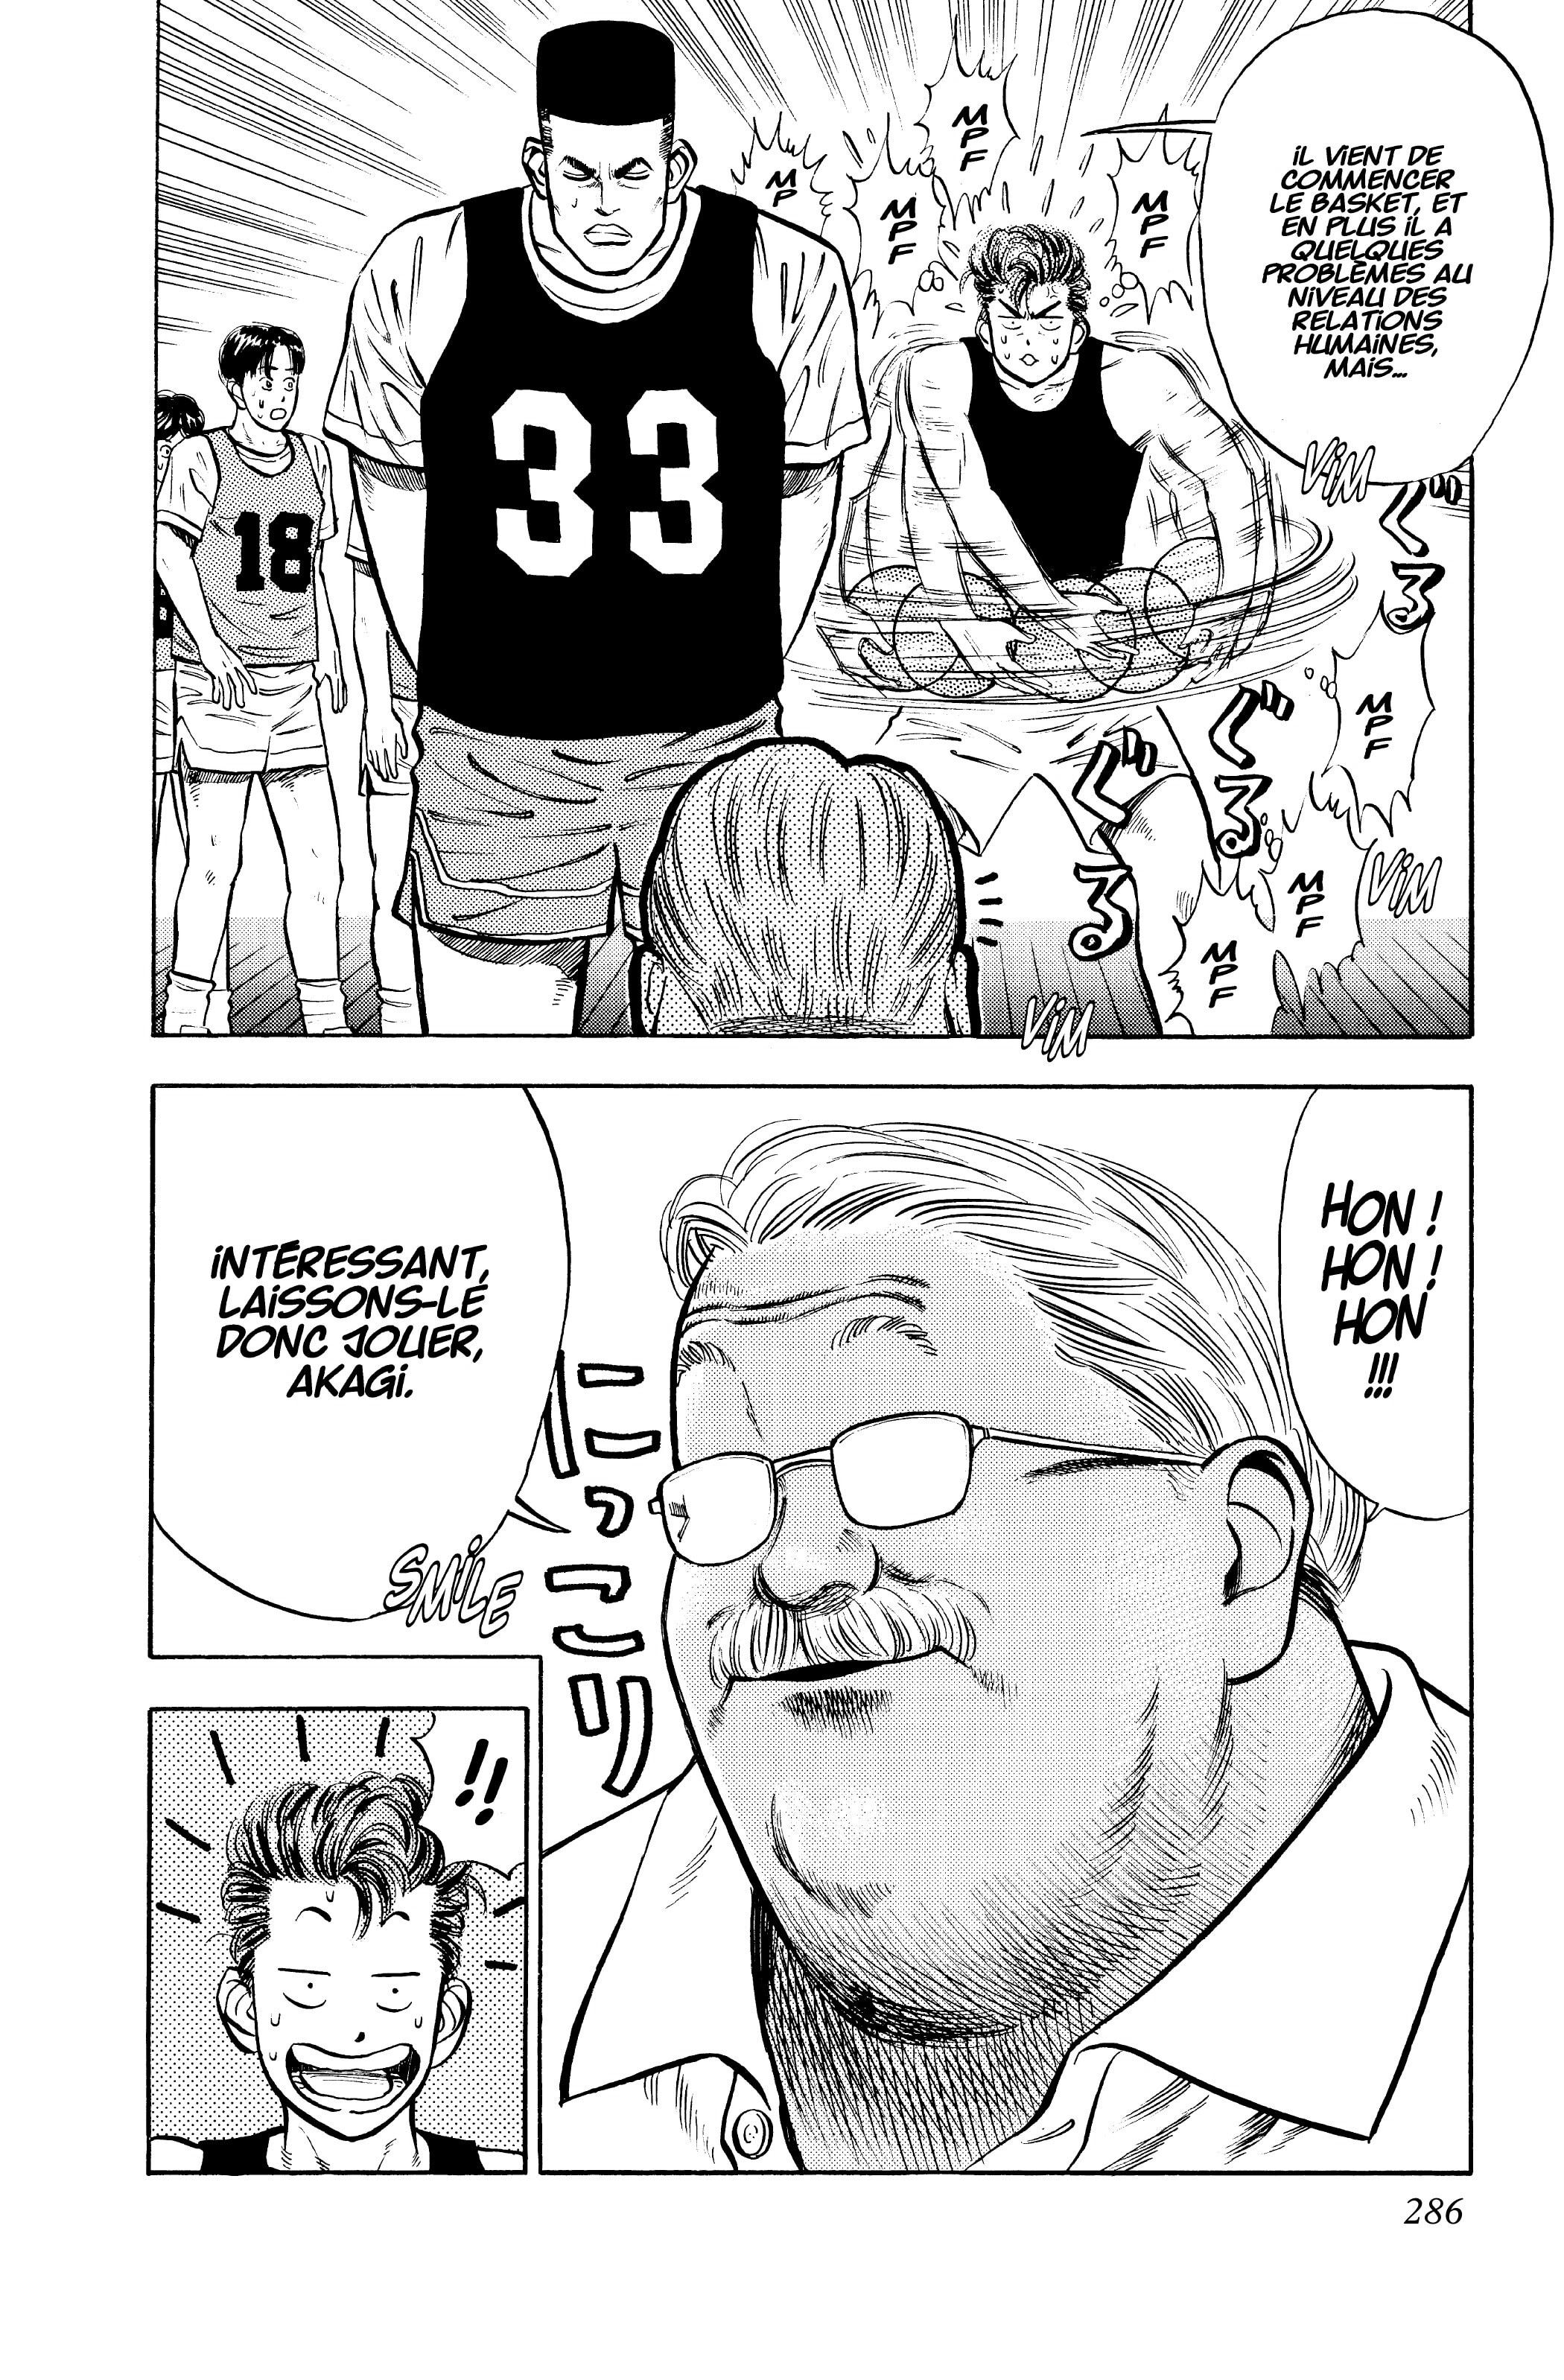 IL VIENT DE
COMMENCER
LE BASKET, ET
EN PLUS IL A
QUELQUES
PROBLÈMES AU
NIVEAU DES
RELATIONS
HUMAINES,
MAIS...
MPF
MPF
MPF
MP
VIM
ぐる
33
18
MPF
ぐる
ぐる
VIM
MPF
MPF
VIM
HON !
HON !
HON
!!!
INTÉRESSANT,
LAISSONS-LE
DONC JOUER,
AKAGI.
にっこり
SMILE
!!
286